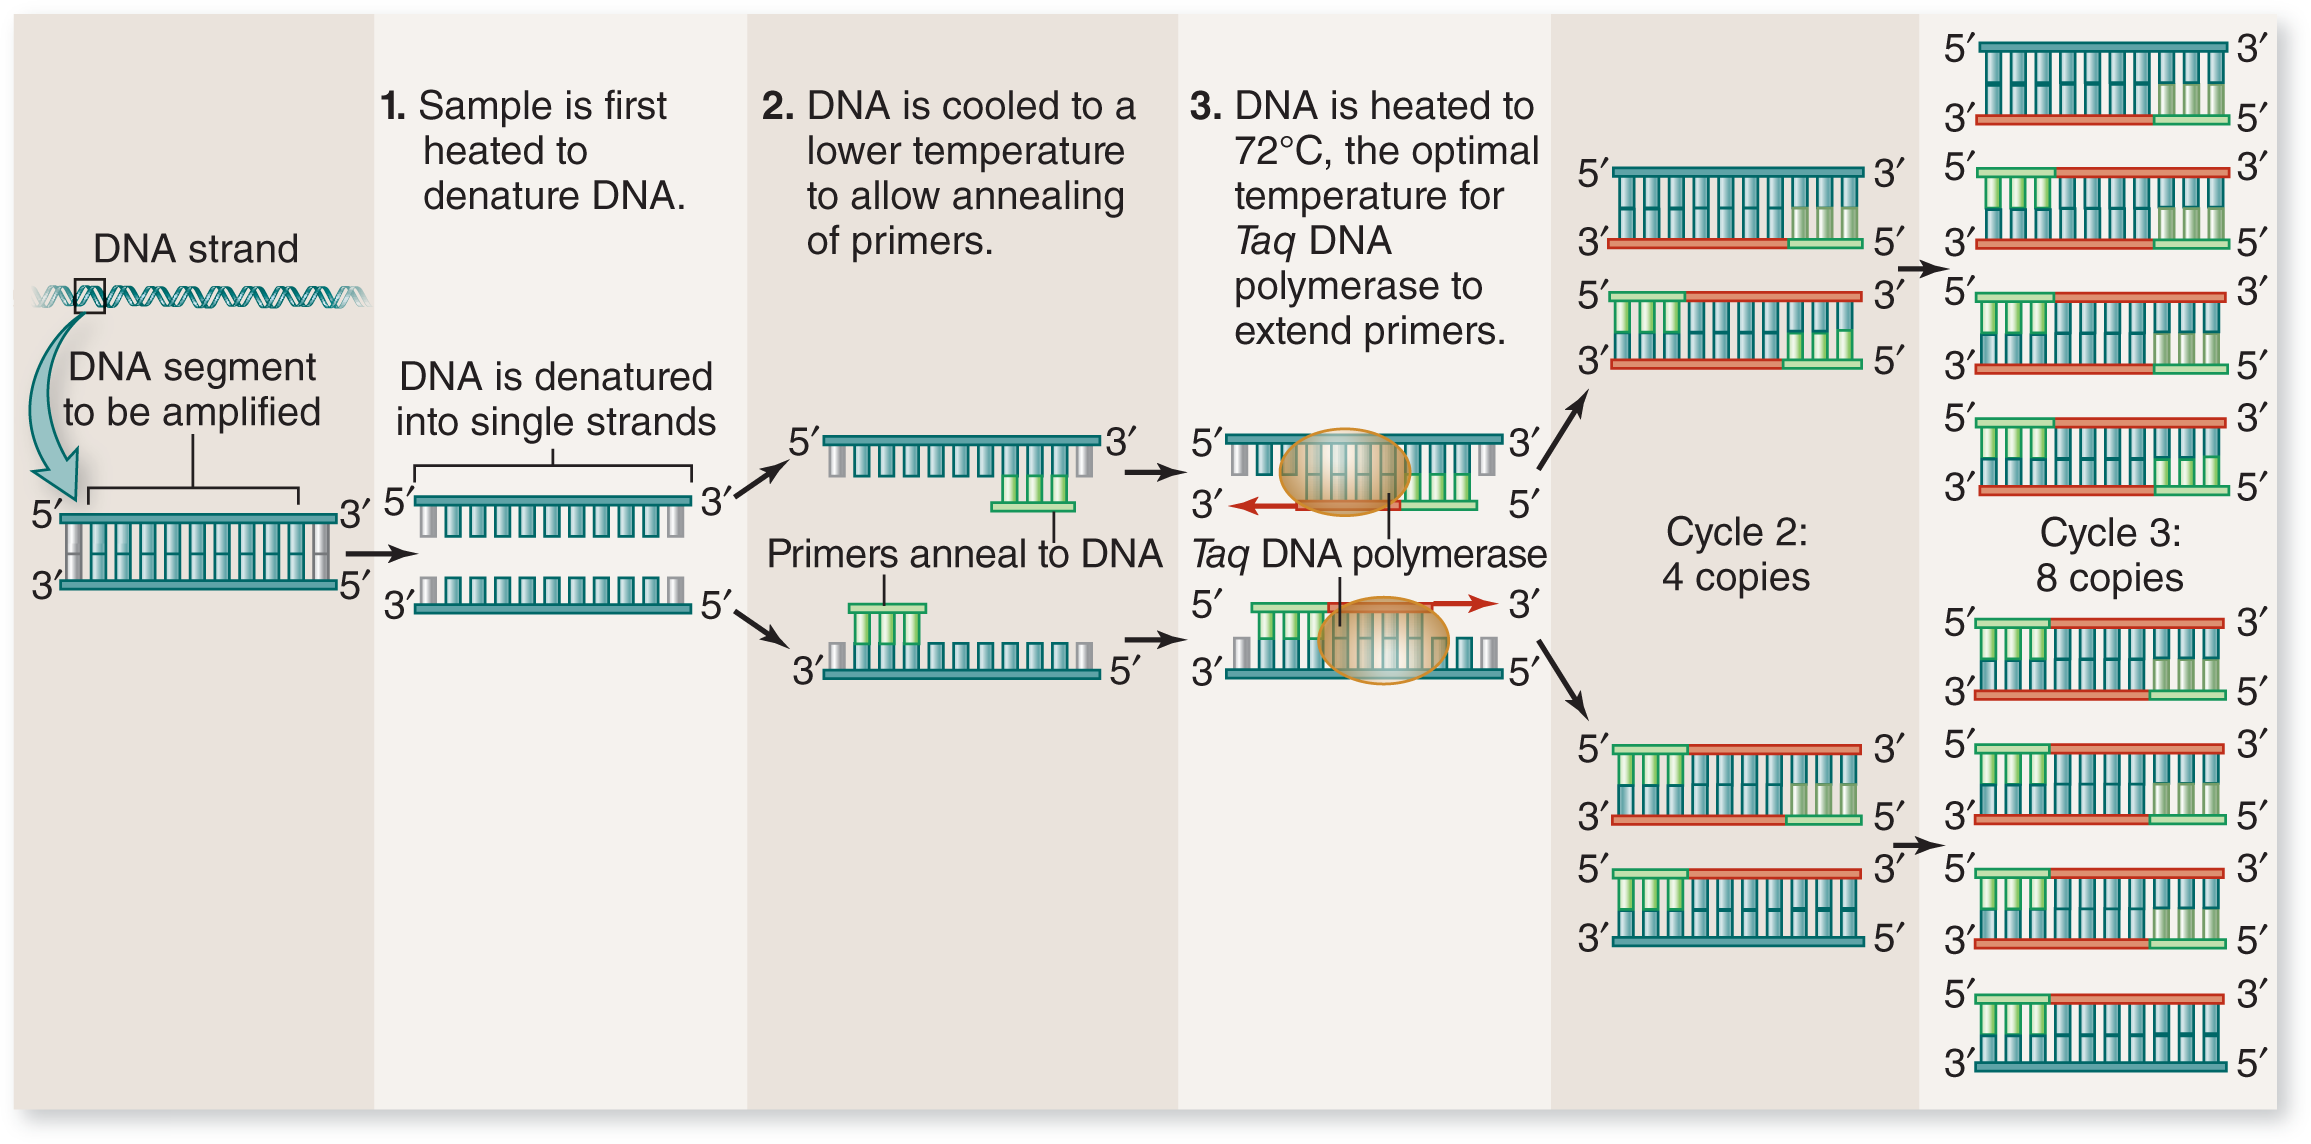 DNA strand
DNA segment
to be amplified
5′
3′
3′
5′
1. Sample is first
heated to
denature DNA.
DNA is denatured
into single strands
5′
3′
3′
5′
2. DNA is cooled to a
lower temperature
to allow annealing
of primers.
5′
3′
Primers anneal to DNA
3′
5′
3. DNA is heated to
72°C, the optimal
temperature for
Taq DNA
polymerase to
extend primers.
5′
3′
3′
5′
Taq DNA polymerase
5′
3′
3′
5′
5′
3′
3′
5′
5′
3′
3′
5′
Cycle 2:
4 copies
5′
3′
3′
5′
5′
3′
3′
5′
5′
3′
3′
5′
5′
3′
3′
5′
5′
3′
3′
5′
5′
3′
3′
5′
Cycle 3:
8 copies
5′
3′
3′
5′
5′
3′
3′
5′
5′
3′
3′
5′
5′
3′
3′
5′